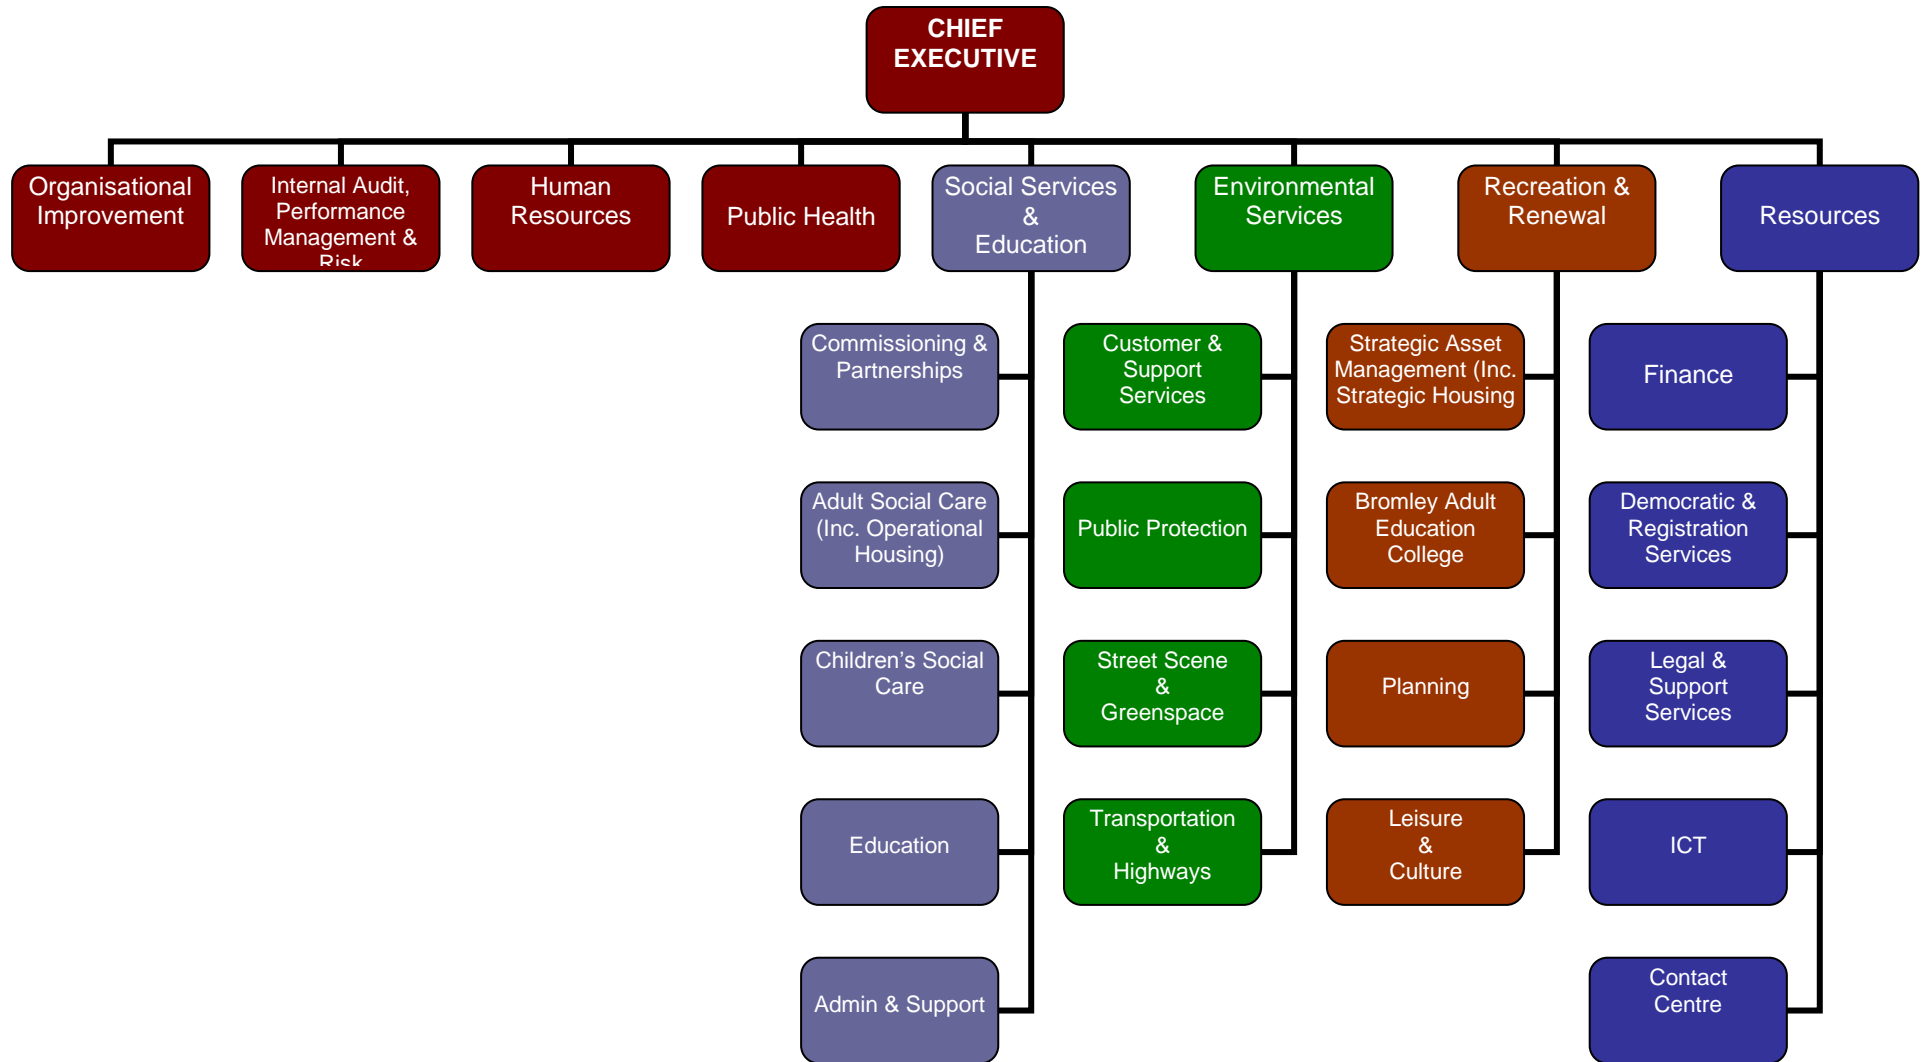 CHIEF
EXECUTIVE
Organisational
Improvement
Internal Audit,
Performance
Management &
Risk
Human
Resources
Public Health
Social Services
&
Education
Environmental
Services
Recreation &
Renewal
Resources
Commissioning &
Partnerships
Customer &
Support
Services
Strategic Asset
Management (Inc.
Strategic Housing
Finance
Adult Social Care
(Inc. Operational
Housing)
Public Protection
Bromley Adult
Education
College
Democratic &
Registration
Services
Children’s Social
Care
Street Scene
&
Greenspace
Planning
Legal &
Support
Services
Education
Transportation
&
Highways
Leisure
&
Culture
ICT
Admin & Support
Contact
Centre